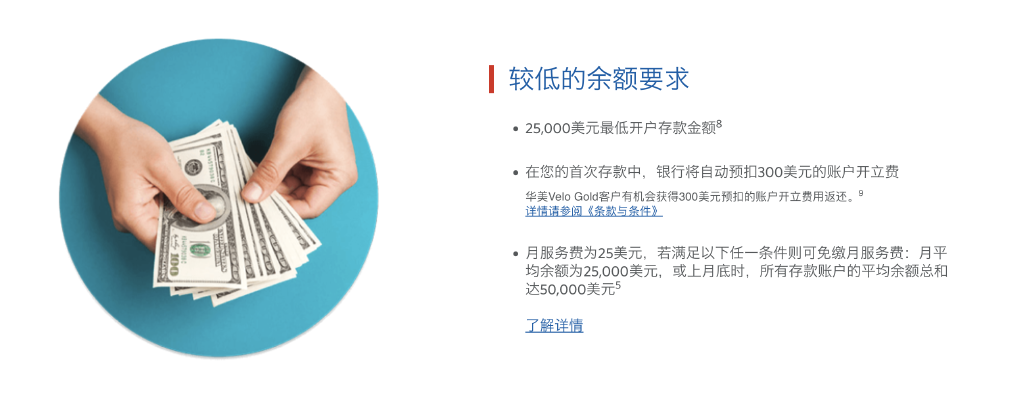 较低的余额要求
• 25,000美元最低开户存款金额8
• 在您的首次存款中，银行将自动预扣300美元的账户开立费
华美Velo Gold客户有机会获得300美元预扣的账户开立费用返还。9
详情请参阅《条款与条件》
• 月服务费为25美元，若满足以下任一条件则可免缴月服务费：月平
均余额为25,000美元，或上月底时，所有存款账户的平均余额总和
达50,000美元5
了解详情
100